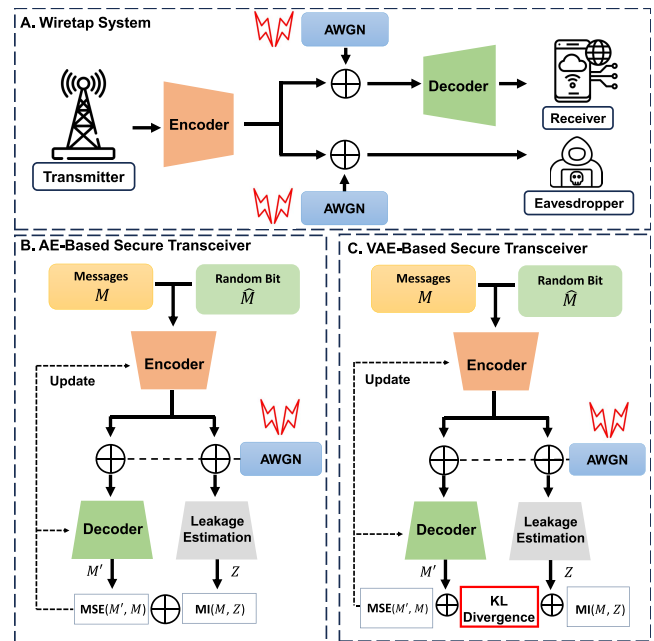 A. Wiretap System
AWGN
Encoder
Decoder
Transmitter
Receiver
AWGN
Eavesdropper
B. AE-Based Secure Transceiver
Messages
M
Random Bit
M̂
Encoder
Update
AWGN
Decoder
Leakage
Estimation
M′
Z
MSE(M′, M)
MI(M, Z)
C. VAE-Based Secure Transceiver
Messages
M
Random Bit
M̂
Encoder
Update
AWGN
Decoder
Leakage
Estimation
M′
Z
MSE(M′, M)
KL
Divergence
MI(M, Z)